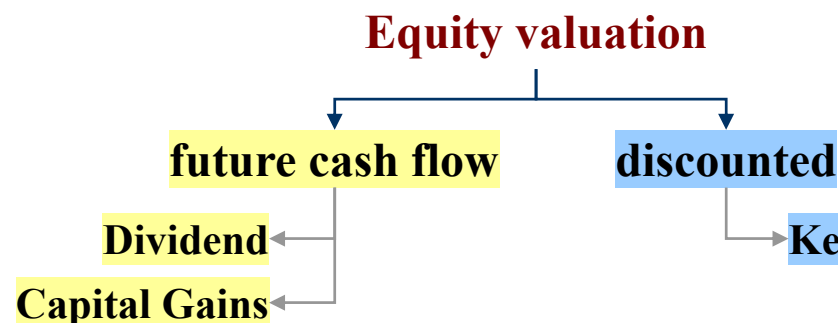 Equity valuation
future cash flow
discounted
Dividend
Ke
Capital Gains